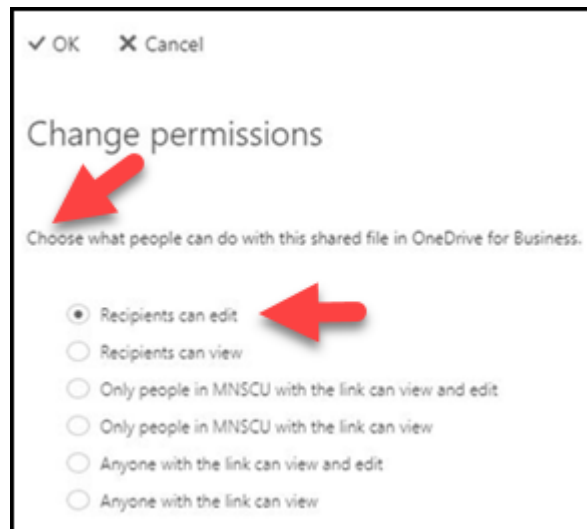 OK Cancel
Change permissions
Choose what people can do with this shared file in OneDrive for Business.
Recipients can edit
Recipients can view
Only people in MNSCU with the link can view and edit
Only people in MNSCU with the link can view
Anyone with the link can view and edit
Anyone with the link can view